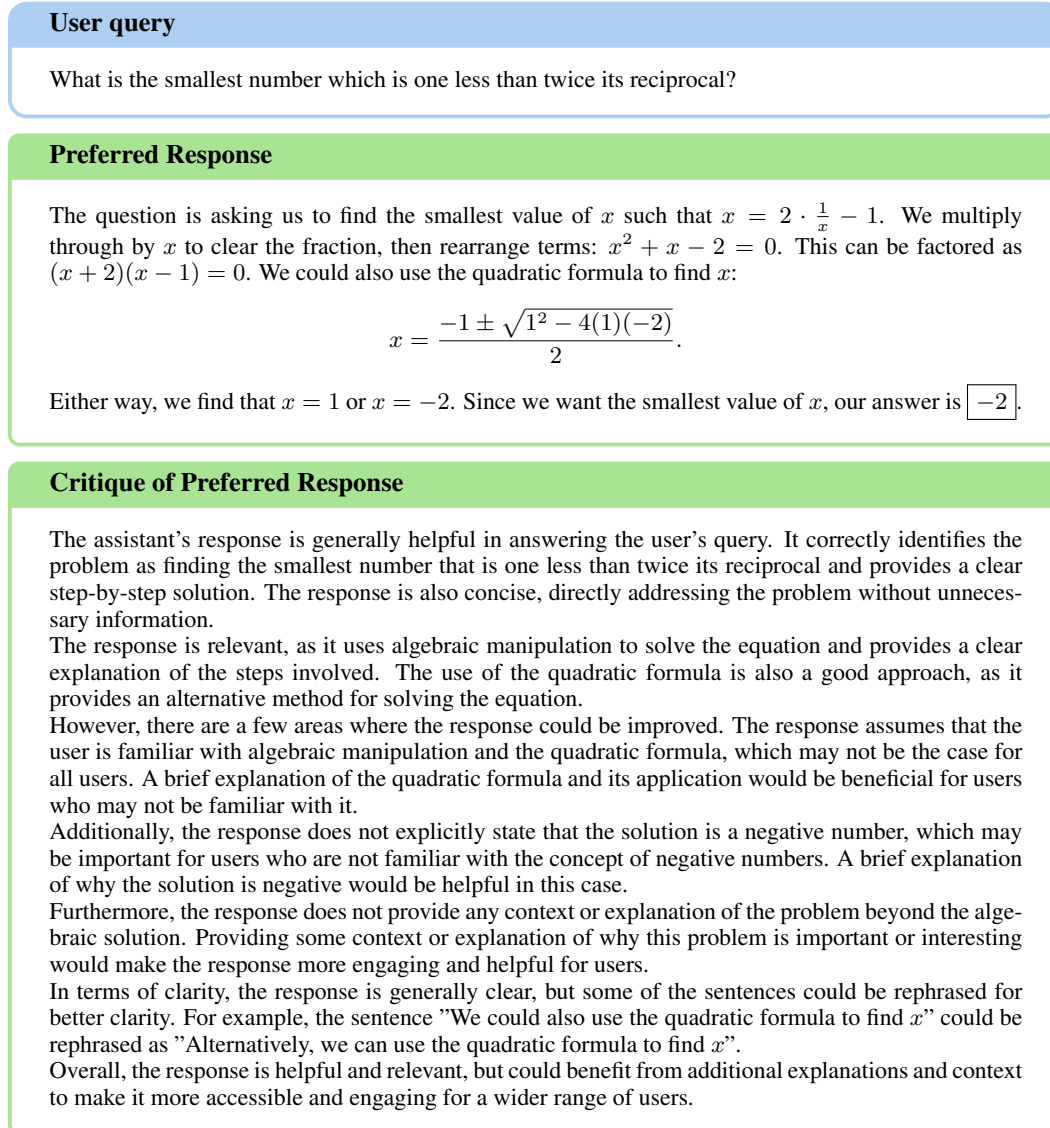 User query
What is the smallest number which is one less than twice its reciprocal?
Preferred Response
The question is asking us to find the smallest value of x such that x = 2 · 1/x − 1. We multiply
through by x to clear the fraction, then rearrange terms: x² + x − 2 = 0. This can be factored as
(x + 2)(x − 1) = 0. We could also use the quadratic formula to find x:
x = (−1 ± √(1² − 4(1)(−2)))/2.
Either way, we find that x = 1 or x = −2. Since we want the smallest value of x, our answer is −2.
Critique of Preferred Response
The assistant's response is generally helpful in answering the user's query. It correctly identifies the
problem as finding the smallest number that is one less than twice its reciprocal and provides a clear
step-by-step solution. The response is also concise, directly addressing the problem without unneces-
sary information.
The response is relevant, as it uses algebraic manipulation to solve the equation and provides a clear
explanation of the steps involved. The use of the quadratic formula is also a good approach, as it
provides an alternative method for solving the equation.
However, there are a few areas where the response could be improved. The response assumes that the
user is familiar with algebraic manipulation and the quadratic formula, which may not be the case for
all users. A brief explanation of the quadratic formula and its application would be beneficial for users
who may not be familiar with it.
Additionally, the response does not explicitly state that the solution is a negative number, which may
be important for users who are not familiar with the concept of negative numbers. A brief explanation
of why the solution is negative would be helpful in this case.
Furthermore, the response does not provide any context or explanation of the problem beyond the alge-
braic solution. Providing some context or explanation of why this problem is important or interesting
would make the response more engaging and helpful for users.
In terms of clarity, the response is generally clear, but some of the sentences could be rephrased for
better clarity. For example, the sentence ”We could also use the quadratic formula to find x” could be
rephrased as ”Alternatively, we can use the quadratic formula to find x”.
Overall, the response is helpful and relevant, but could benefit from additional explanations and context
to make it more accessible and engaging for a wider range of users.